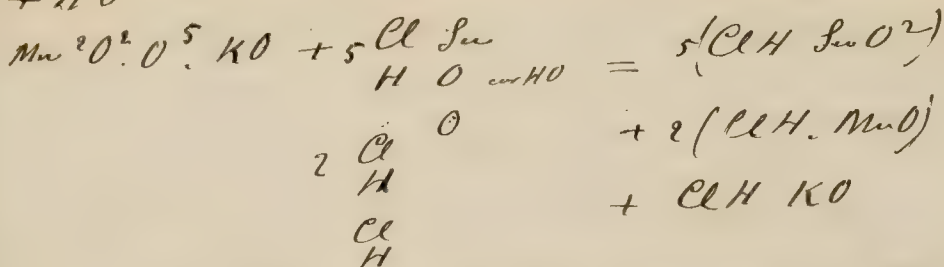 Mn²O². O⁵. KO + 5 Cl Sn = 5(ClH SnO²)
H O HO
O + 2 (ClH. MnO)
2 Cl
H + ClH KO
Cl
H